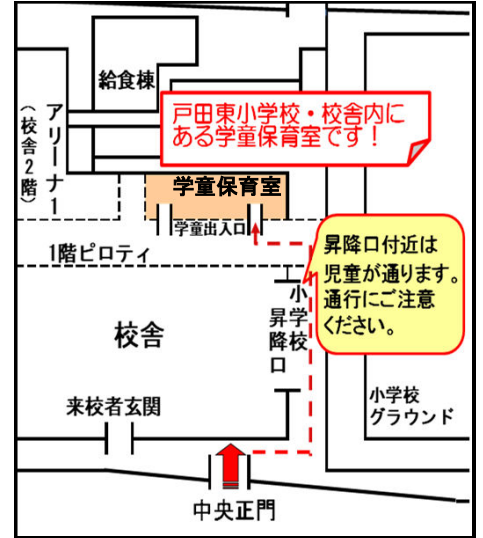 給食棟
戸田東小学校・校舎内に
ある学童保育室です！
アリーナ1
（校舎2階）
学童保育室
学童出入口
1階ピロティ
昇降口付近は
児童が通ります。
通行にご注意
ください。
小学校
昇降口
校舎
小学校
グラウンド
来校者玄関
中央正門